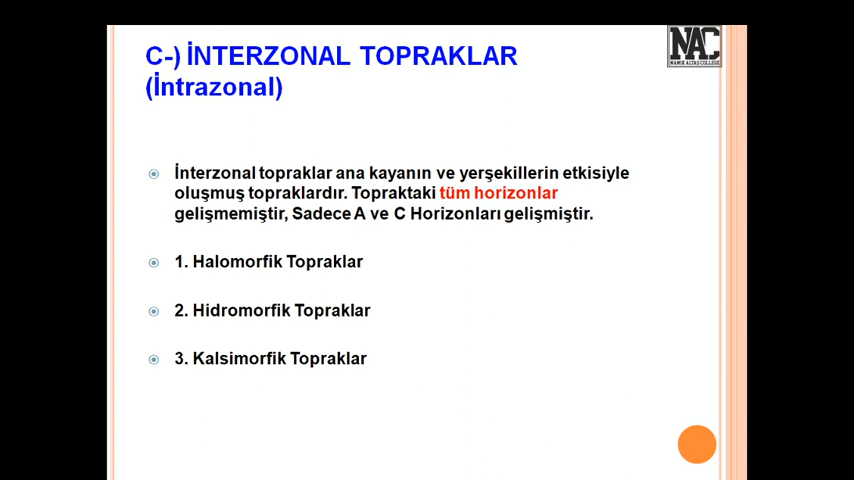 C-) İNTERZONAL TOPRAKLAR
(İntrazonal)
NAC
NAMIK ALTAS COLLEGE
İnterzonal topraklar ana kayanın ve yerşekillerin etkisiyle
oluşmuş topraklardır. Topraktaki tüm horizonlar
gelişmemiştir, Sadece A ve C Horizonları gelişmiştir.
1. Halomorfik Topraklar
2. Hidromorfik Topraklar
3. Kalsimorfik Topraklar